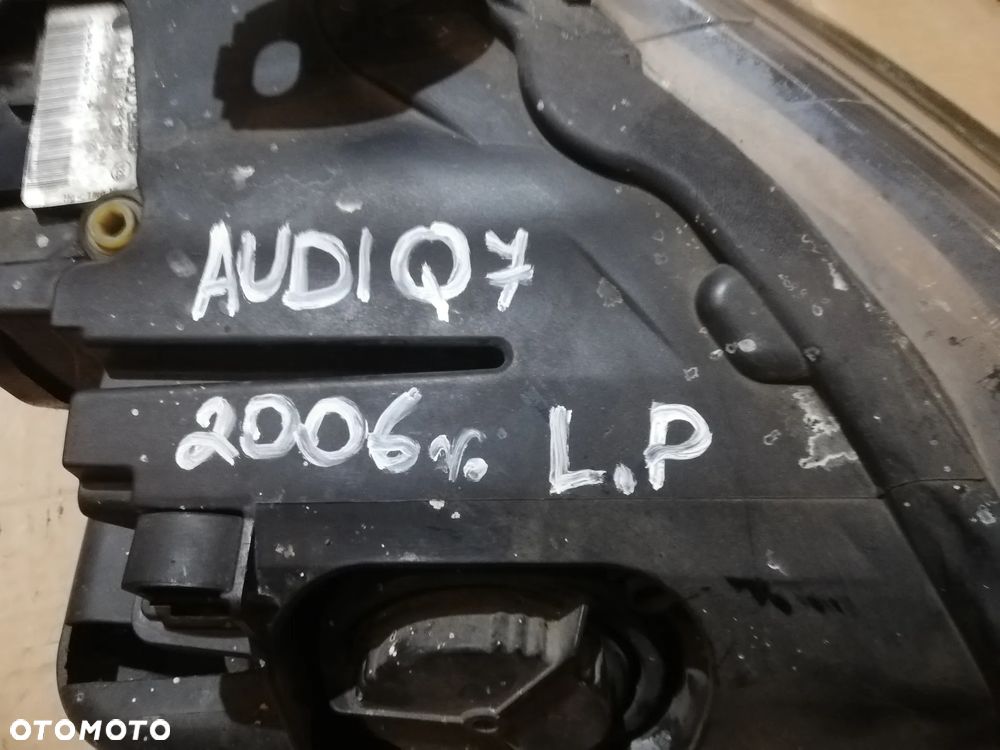 AUDI Q7
2006r. L.P
OTOMOTO